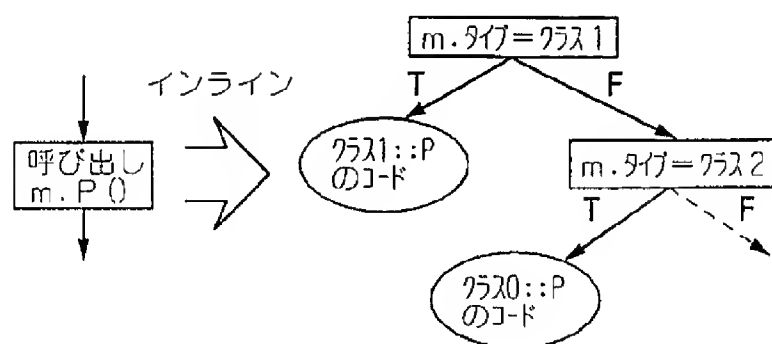 m.タイプ=クラス1
インライン
T
F
呼び出し
m.P()
クラス1::P
のコード
m.タイプ=クラス2
T
F
クラス0::P
のコード